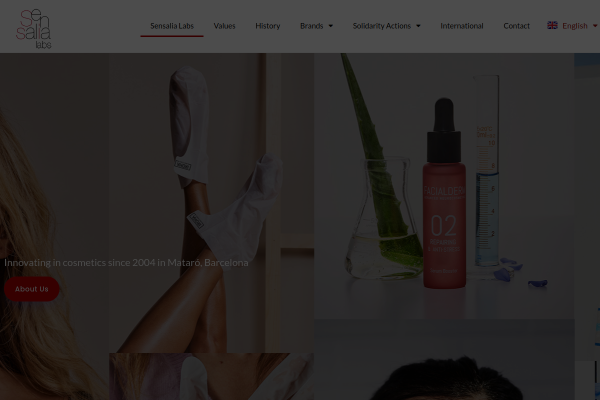 sen
salia
labs
Sensalia Labs
Values
History
Brands
Solidarity Actions
International
Contact
English
Innovating in cosmetics since 2004 in Mataró, Barcelona
About Us
FACIALDERM
02